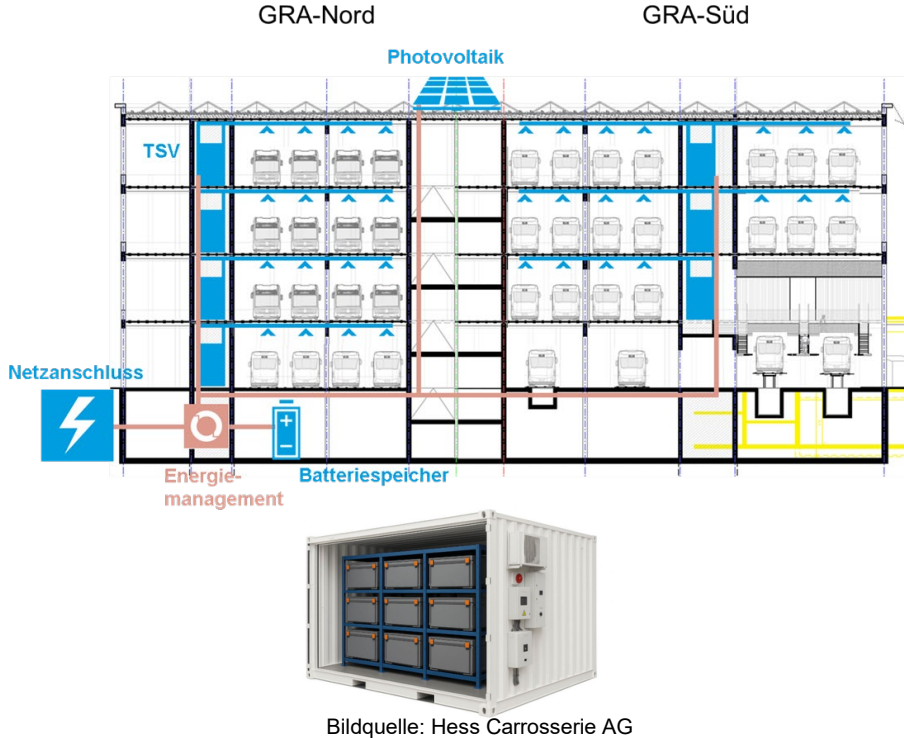 GRA-Nord GRA-Süd
Photovoltaik
TSV
Netzanschluss
Energie-
management
Batteriespeicher
Bildquelle: Hess Carrosserie AG